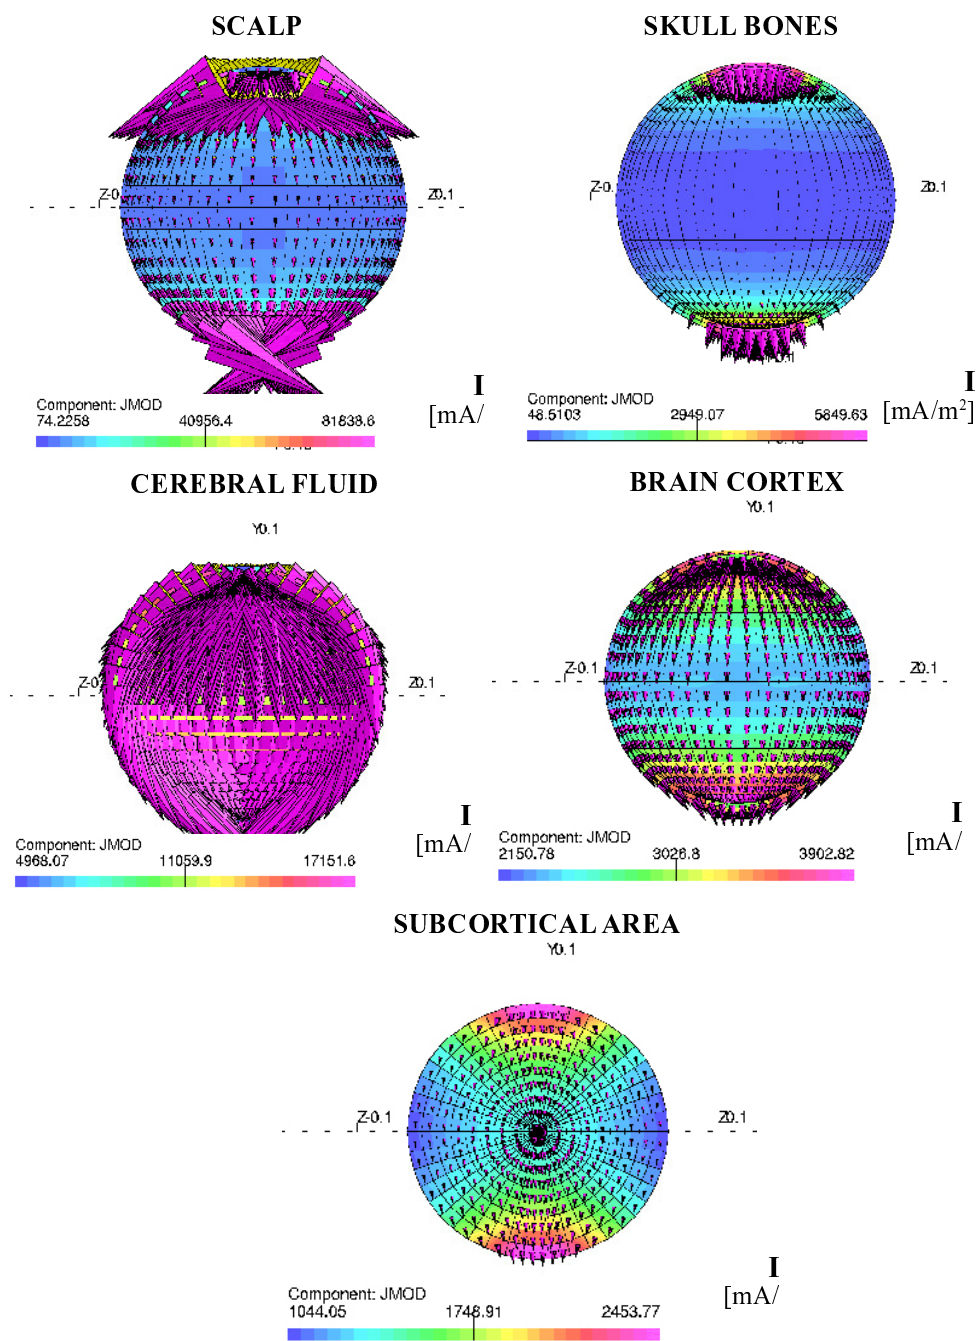 SCALP
SKULL BONES
Z-0.
Z0.1
Z-0.
Z0.1
I
[mA/
I
[mA/m²]
Component: JMOD
74.2258 40956.4 81838.6
Component: JMOD
48.5103 2949.07 5849.63
CEREBRAL FLUID
BRAIN CORTEX
Y0.1
Y0.1
Z-0
Z0.1
Z-0.1
Z0.1
I
[mA/
I
[mA/
Component: JMOD
4968.07 11059.9 17151.6
Component: JMOD
2150.78 3026.8 3902.82
SUBCORTICAL AREA
Y0.1
Z-0.1
Z0.1
I
[mA/
Component: JMOD
1044.05 1748.91 2453.77